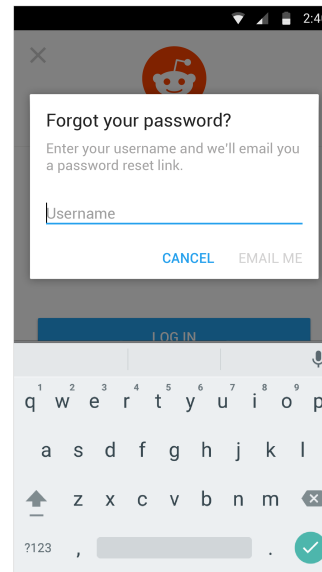 2:4
Forgot your password?
Enter your username and we'll email you
a password reset link.
Username
CANCEL EMAIL ME
LOG IN
1 2 3 4 5 6 7 8 9
q w e r t y u i o p
a s d f g h j k l
z x c v b n m
?123 , .